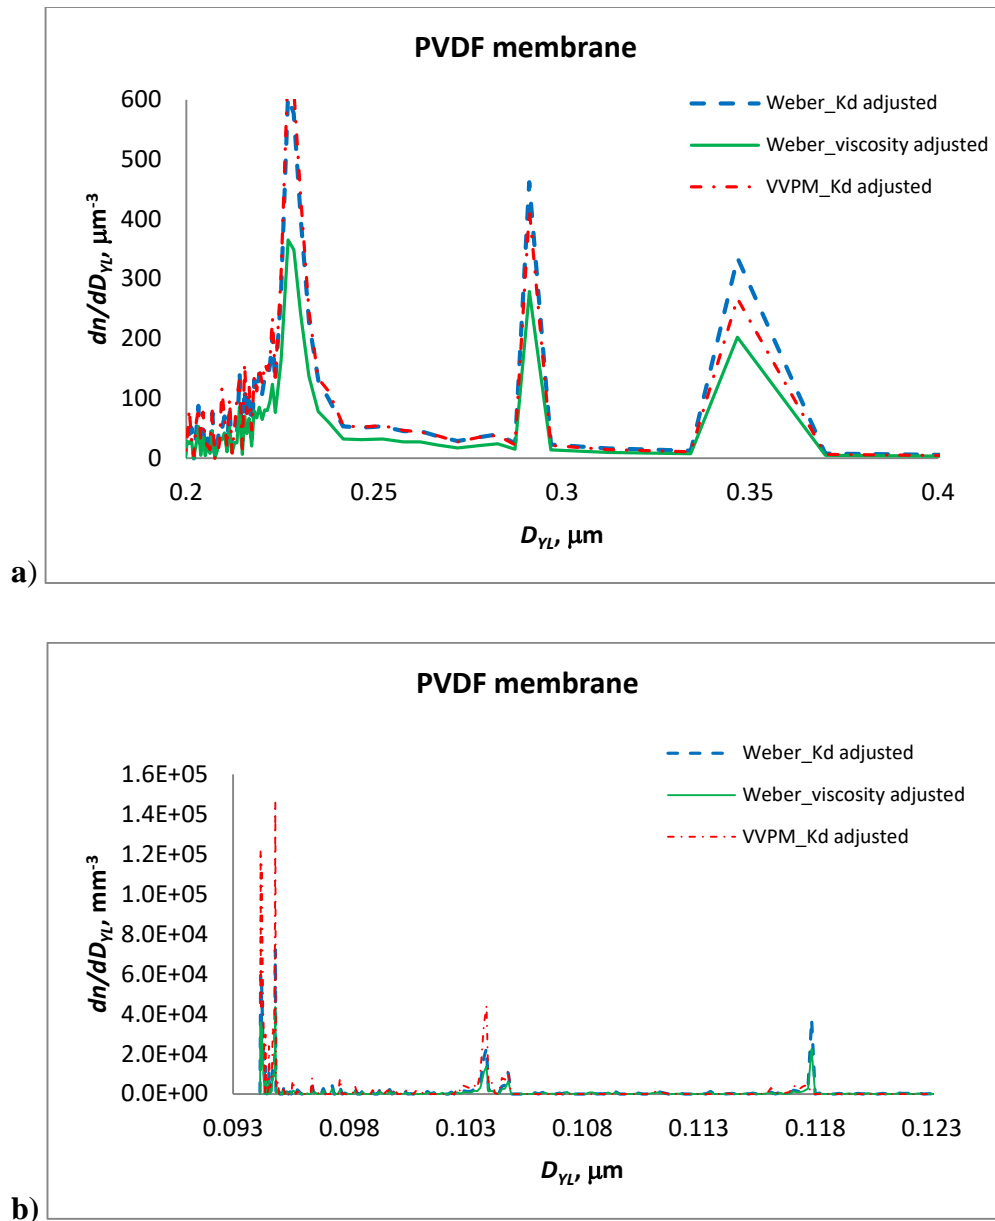 PVDF membrane
Weber_Kd adjusted
Weber_viscosity adjusted
VVPM_Kd adjusted
600
500
400
300
200
100
0
dn/dD_YL, μm⁻³
0.2 0.25 0.3 0.35 0.4
D_YL, μm
a)
PVDF membrane
Weber_Kd adjusted
Weber_viscosity adjusted
VVPM_Kd adjusted
1.6E+05
1.4E+05
1.2E+05
1.0E+05
8.0E+04
6.0E+04
4.0E+04
2.0E+04
0.0E+00
dn/dD_YL, mm⁻³
0.093 0.098 0.103 0.108 0.113 0.118 0.123
D_YL, μm
b)